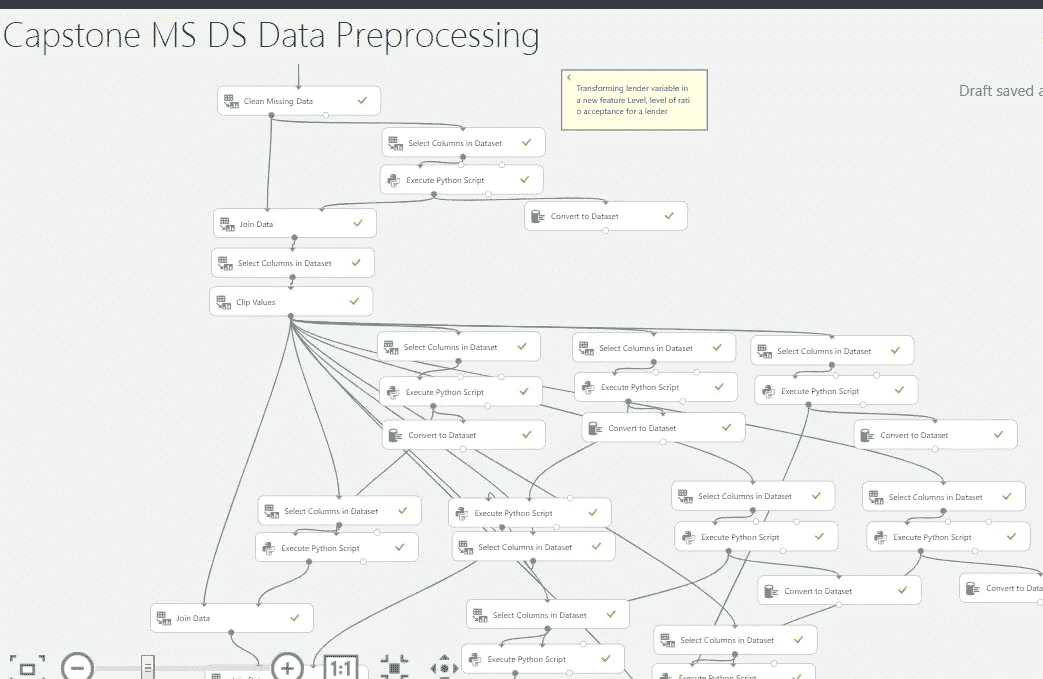 Capstone MS DS Data Preprocessing
Transforming lender variable in
a new feature Level, level of rati
o acceptance for a lender
Draft saved a
Clean Missing Data
Select Columns in Dataset
Execute Python Script
Convert to Dataset
Join Data
Select Columns in Dataset
Clip Values
Select Columns in Dataset
Select Columns in Dataset
Select Columns in Dataset
Execute Python Script
Execute Python Script
Execute Python Script
Convert to Dataset
Convert to Dataset
Convert to Dataset
Select Columns in Dataset
Select Columns in Dataset
Select Columns in Dataset
Execute Python Script
Execute Python Script
Execute Python Script
Execute Python Script
Select Columns in Dataset
Convert to Dataset
Convert to Data
Join Data
Select Columns in Dataset
Select Columns in Dataset
Execute Python Script
Execute Python Script
1:1